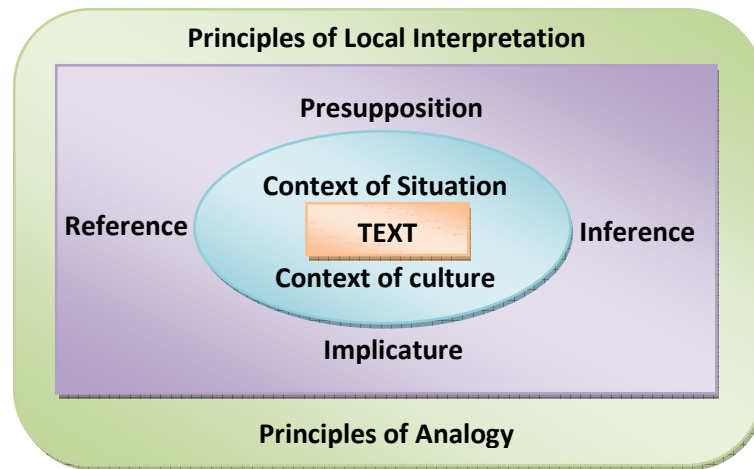 Principles of Local Interpretation
Presupposition
Context of Situation
Reference
TEXT
Inference
Context of culture
Implicature
Principles of Analogy